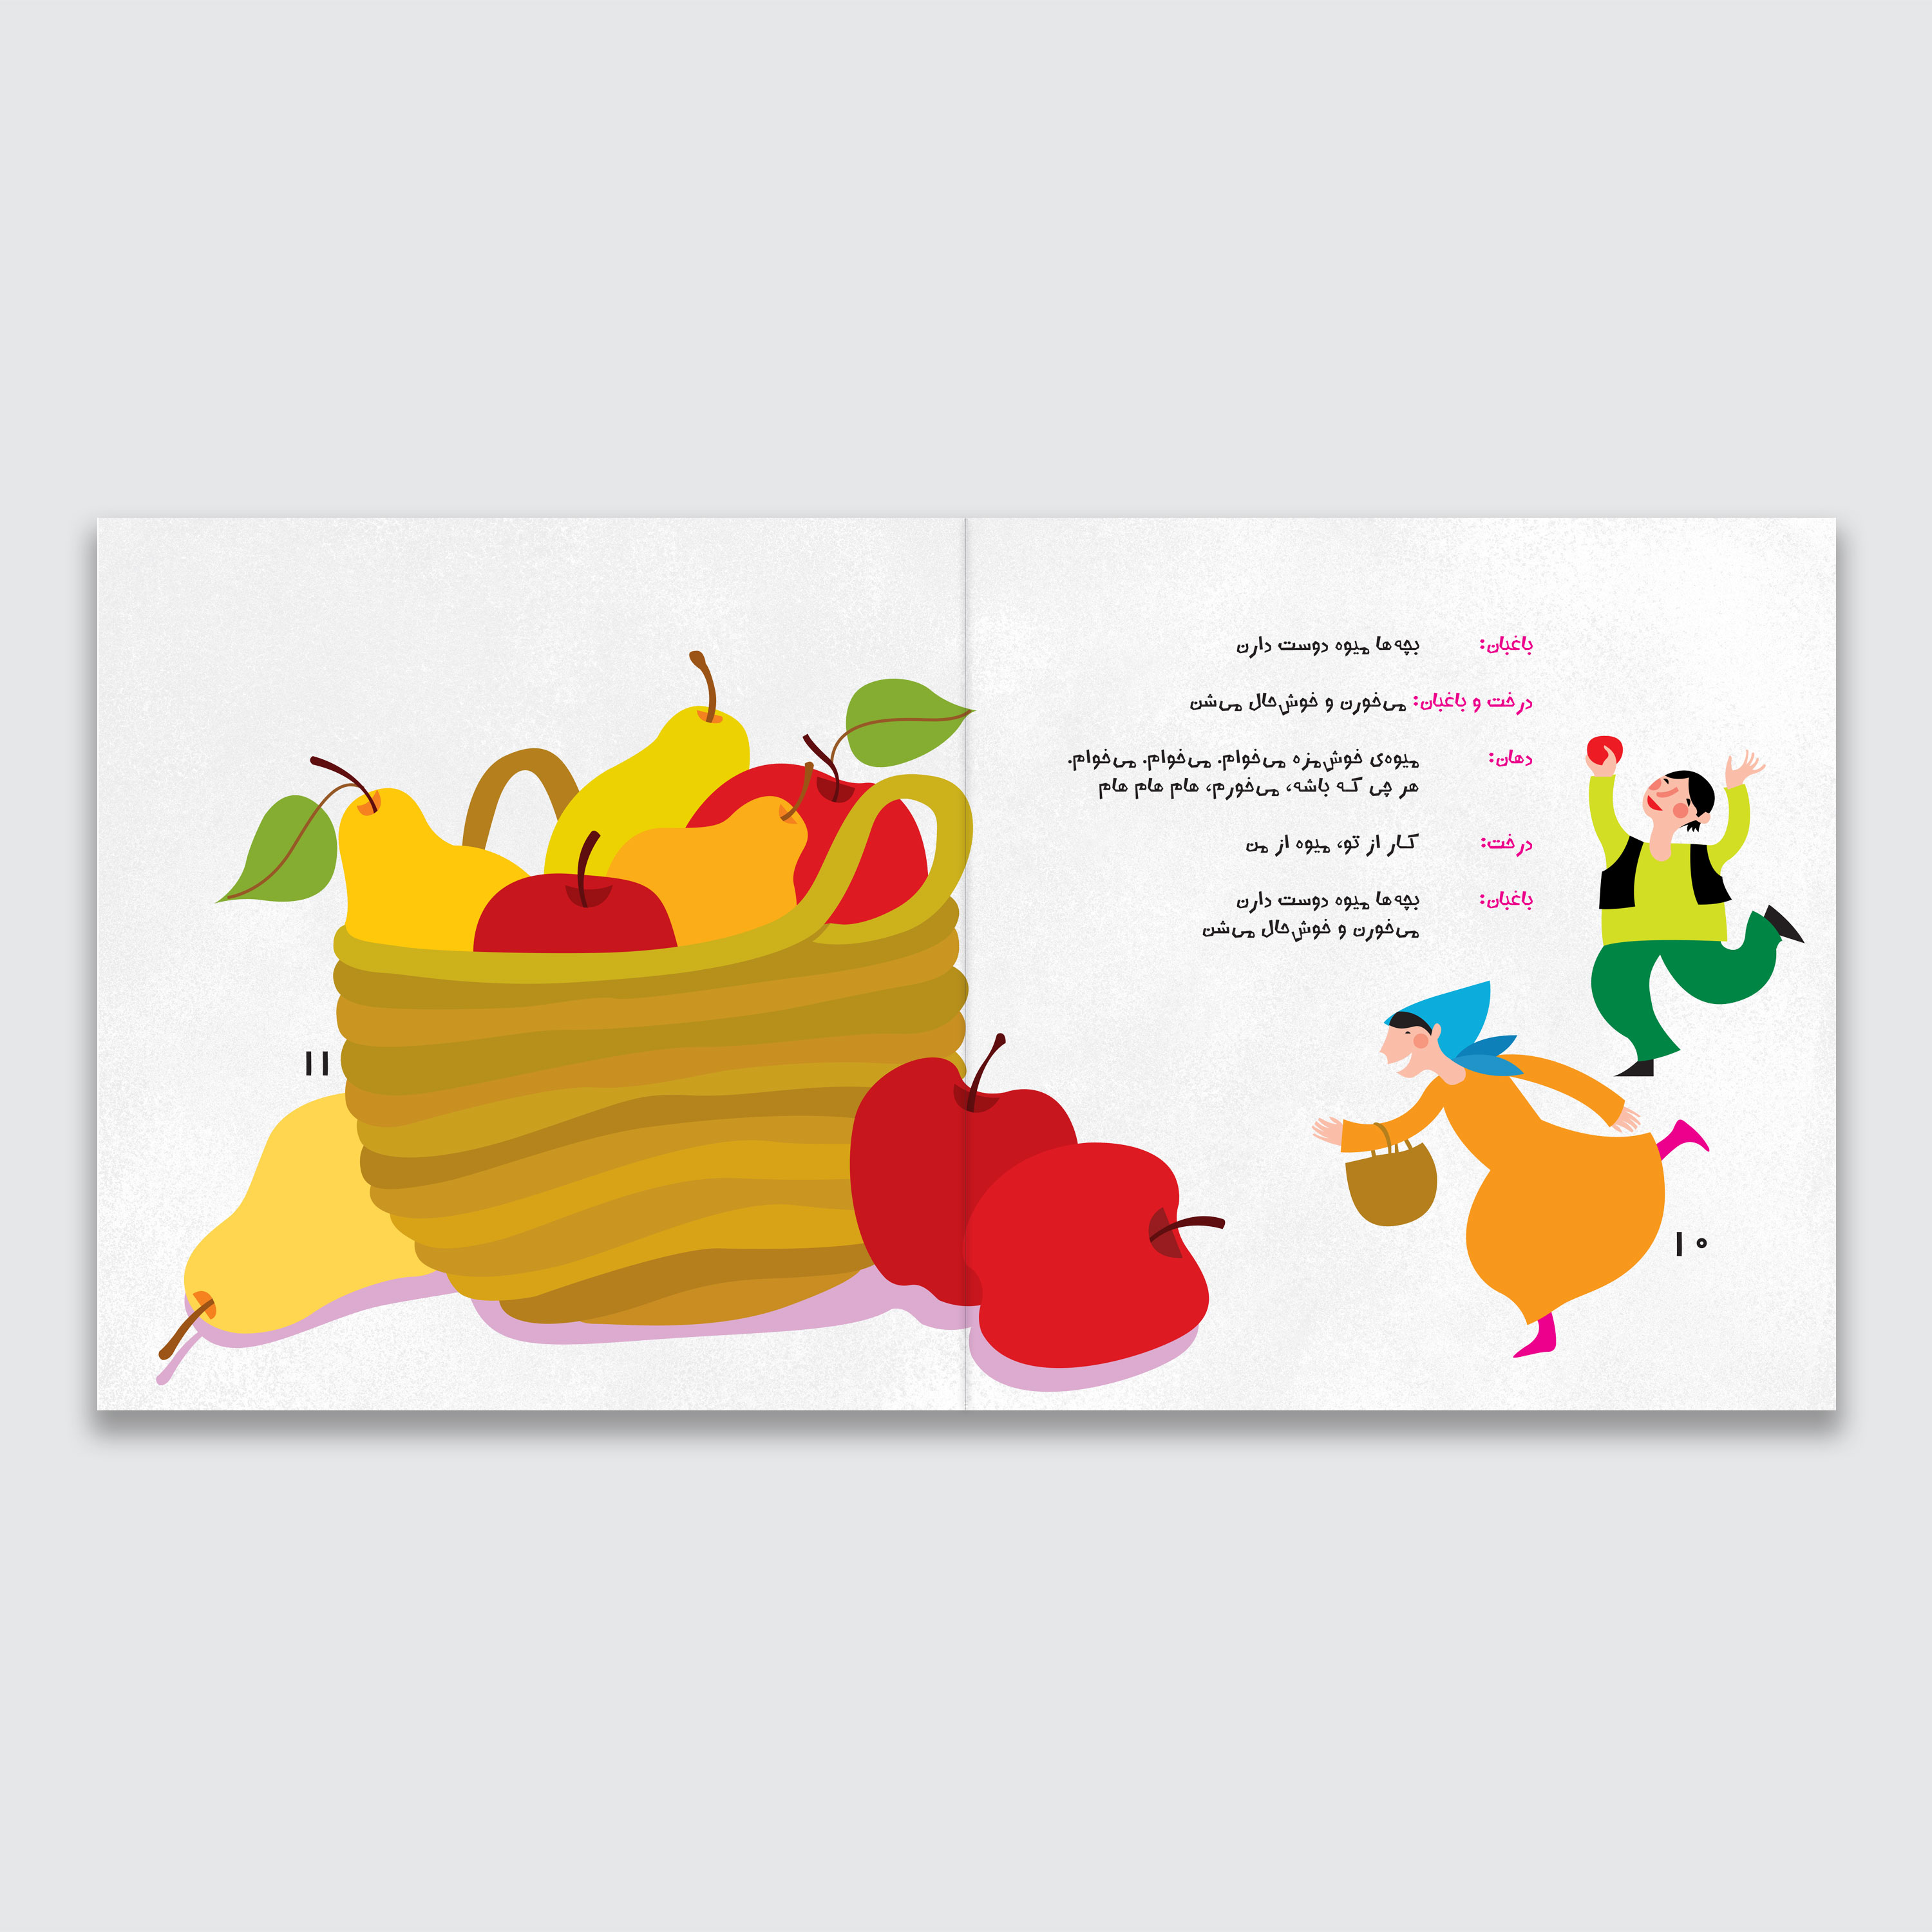 باغبان: بچه‌ها میوه دوست دارن
درخت و باغبان: می‌خورن و خوش‌حال می‌شن
دهان: میوه‌ی خوش‌مزه می‌خوام. می‌خوام. می‌خوام.
هر چی که باشه، می‌خورم، هام هام هام
درخت: کار از تو، میوه از من
باغبان: بچه‌ها میوه دوست دارن
می‌خورن و خوش‌حال می‌شن
۱۰
۱۱